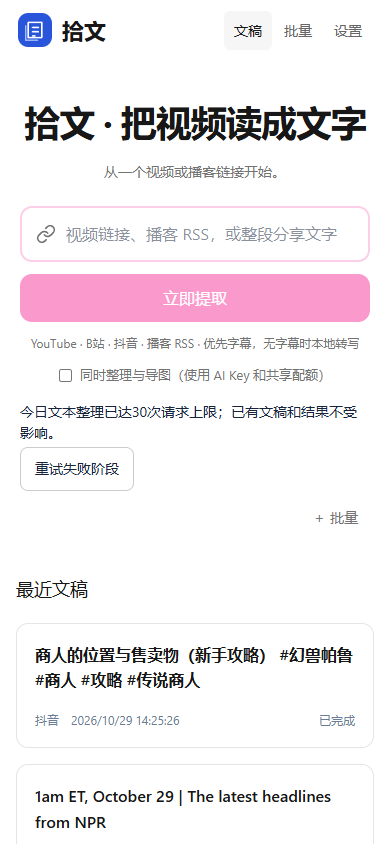 拾文
文稿 批量 设置
拾文 · 把视频读成文字
从一个视频或播客链接开始。
视频链接、播客 RSS，或整段分享文字
立即提取
YouTube · B站 · 抖音 · 播客 RSS · 优先字幕，无字幕时本地转写
同时整理与导图（使用 AI Key 和共享配额）
今日文本整理已达30次请求上限；已有文稿和结果不受
影响。
重试失败阶段
+ 批量
最近文稿
商人的位置与售卖物（新手攻略） #幻兽帕鲁
#商人 #攻略 #传说商人
抖音 2026/10/29 14:25:26 已完成
1am ET, October 29 | The latest headlines
from NPR